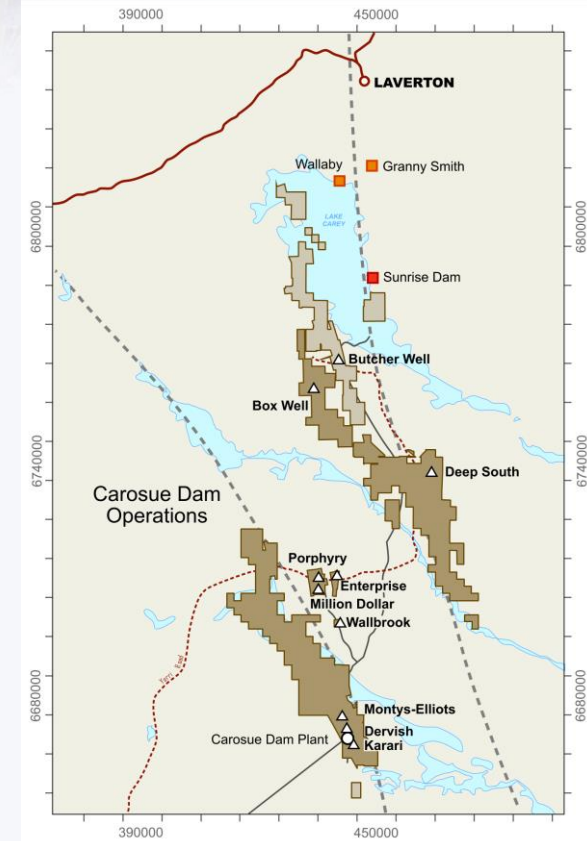 390000
450000
LAVERTON
Wallaby
Granny Smith
6800000
6800000
LAKE
CAREY
Sunrise Dam
Butcher Well
Box Well
6740000
6740000
Deep South
Carosue Dam
Operations
Porphyry
Enterprise
Million Dollar
Wallbrook
6680000
6680000
Montys-Elliots
Dervish
Carosue Dam Plant
Karari
390000
450000